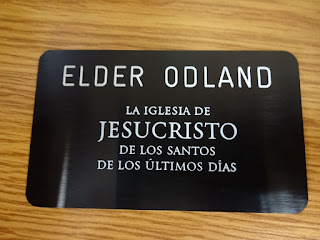 ELDER ODLAND
LA IGLESIA DE
JESUCRISTO
DE LOS SANTOS
DE LOS ÚLTIMOS DÍAS